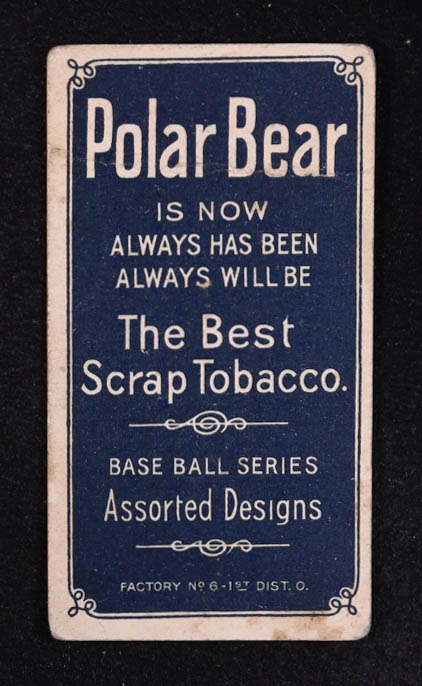 Polar Bear
IS NOW
ALWAYS HAS BEEN
ALWAYS WILL BE
The Best
Scrap Tobacco.
BASE BALL SERIES
Assorted Designs
FACTORY Nº 6 - 1ST DIST. O.